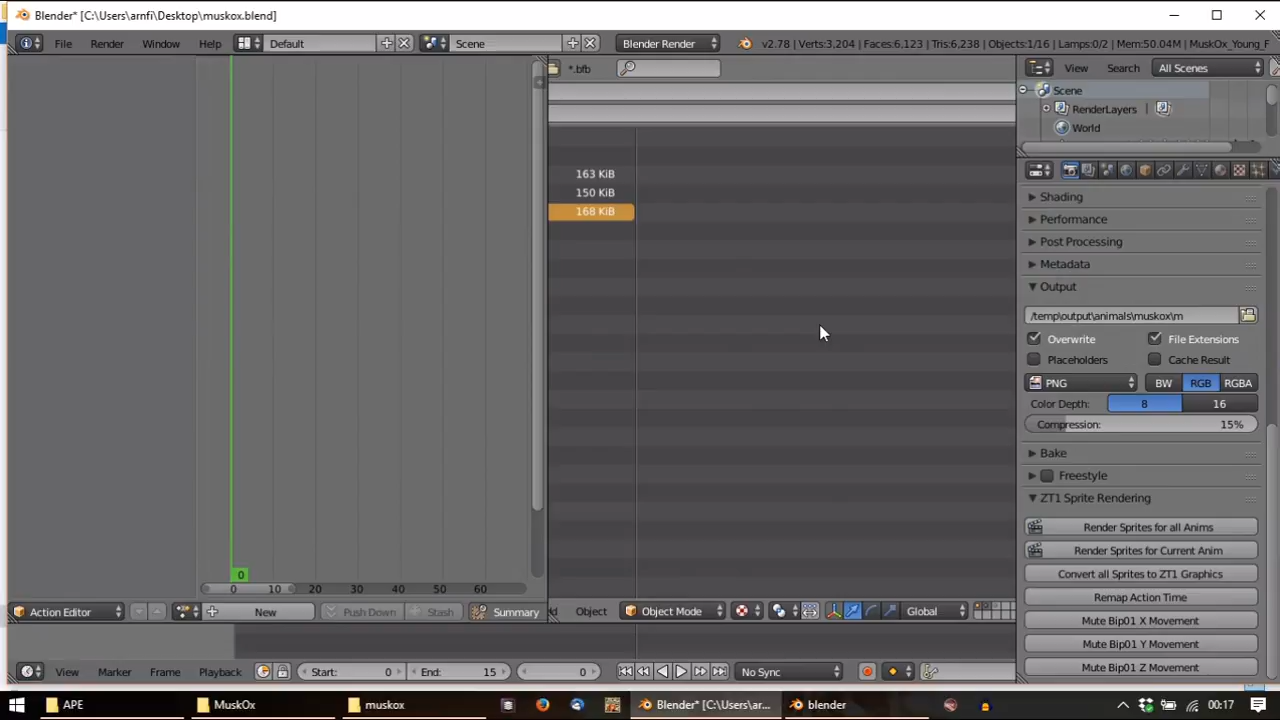 Blender* [C:\Users\arnfi\Desktop\muskox.blend]
File Render Window Help Default Scene Blender Render v2.78 | Verts:3,204 | Faces:6,123 | Tris:6,238 | Objects:1/16 | Lamps:0/2 | Mem:50.04M | MuskOx_Young_F
*.bfb
View Search All Scenes
Scene
RenderLayers
World
163 KiB
150 KiB
168 KiB
Shading
Performance
Post Processing
Metadata
Output
/temp\output\animals\muskox\m
Overwrite File Extensions
Placeholders Cache Result
PNG BW RGB RGBA
Color Depth: 8 16
Compression: 15%
Bake
Freestyle
ZT1 Sprite Rendering
Render Sprites for all Anims
Render Sprites for Current Anim
Convert all Sprites to ZT1 Graphics
Remap Action Time
Mute Bip01 X Movement
Mute Bip01 Y Movement
Mute Bip01 Z Movement
0
0 10 20 30 40 50 60
Action Editor New Push Down Stash Summary Object Object Mode Global
View Marker Frame Playback Start: 0 End: 15 0 No Sync
APE MuskOx muskox Blender* [C:\Users\ar... blender 00:17